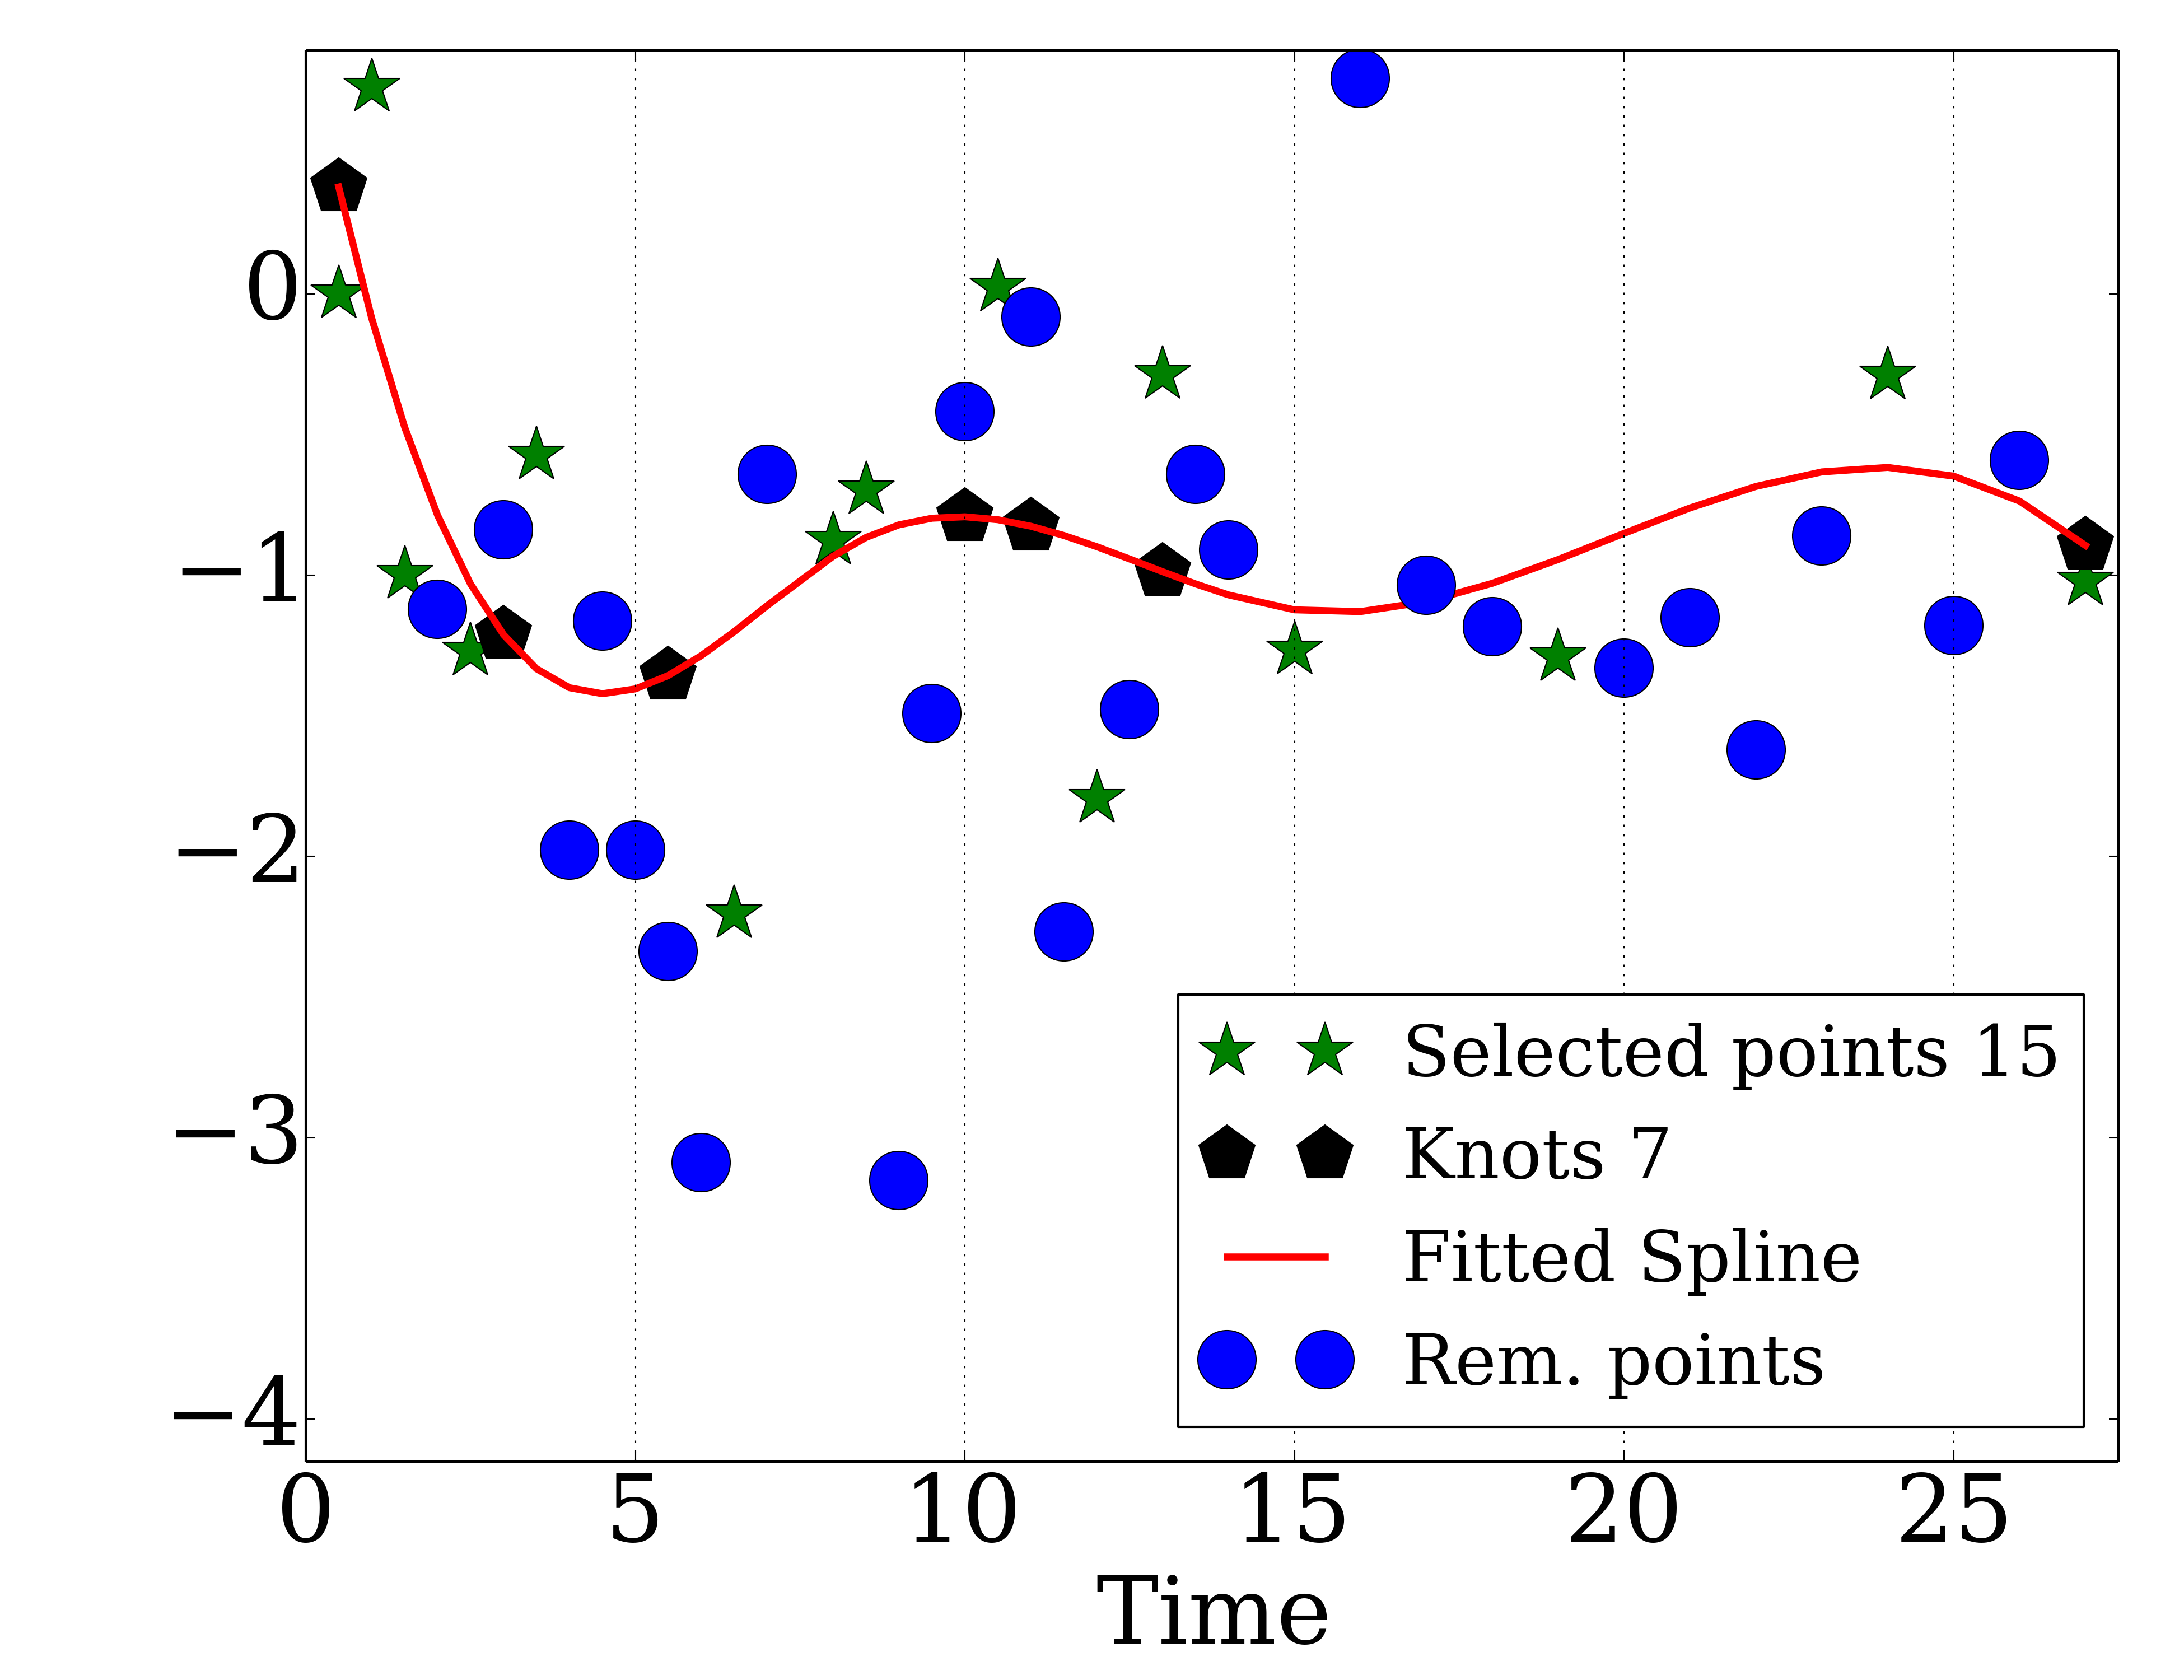 0
−1
−2
−3
−4
Selected points 15
Knots 7
Fitted Spline
Rem. points
0 5 10 15 20 25
Time